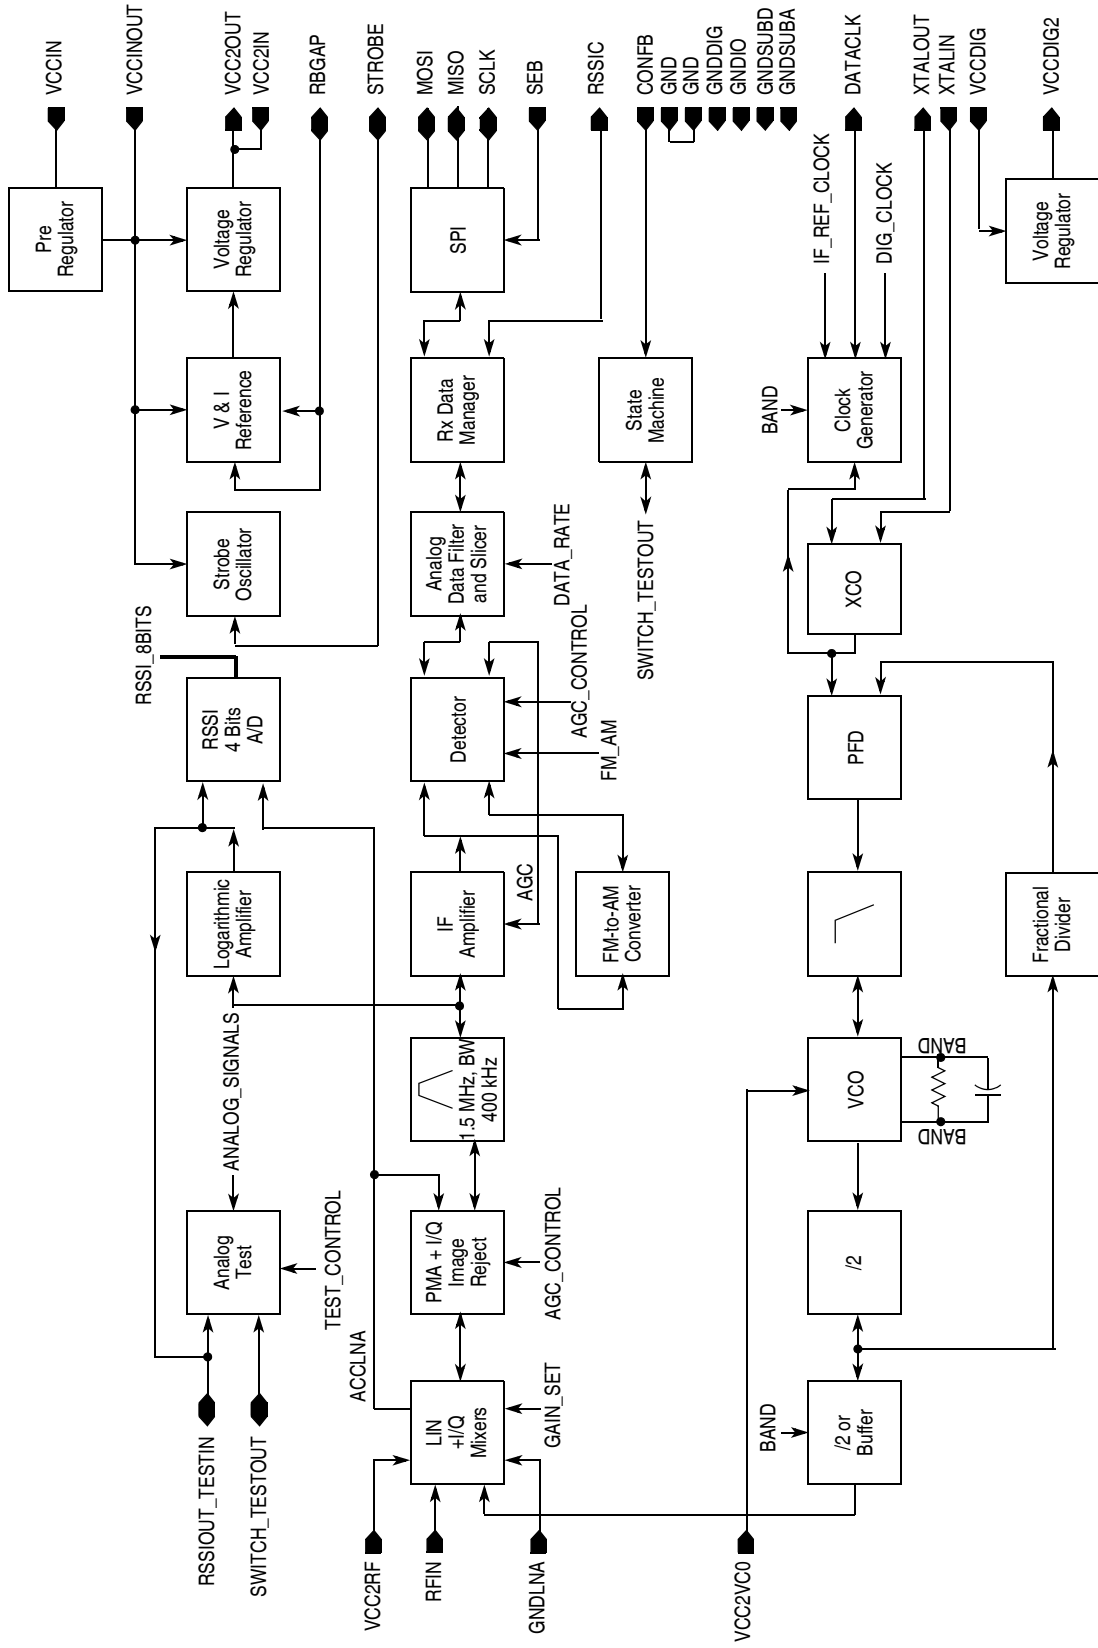 RSSIOUT_TESTIN
SWITCH_TESTOUT
VCC2RF
RFIN
GNDLNA
VCC2VC0
Analog
Test
TEST_CONTROL
ANALOG_SIGNALS
Logarithmic
Amplifier
RSSI
4 Bits
A/D
RSSI_8BITS
Strobe
Oscillator
V & I
Reference
Voltage
Regulator
Pre
Regulator
VCCIN
VCCINOUT
VCC2OUT
VCC2IN
RBGAP
STROBE
ACCLNA
LIN
+I/Q
Mixers
GAIN_SET
PMA + I/Q
Image
Reject
AGC_CONTROL
1.5 MHz, BW
400 kHz
IF
Amplifier
AGC
FM-to-AM
Converter
Detector
FM_AM
AGC_CONTROL
Analog
Data Filter
and Slicer
DATA_RATE
Rx Data
Manager
SPI
MOSI
MISO
SCLK
SEB
RSSIC
SWITCH_TESTOUT
State
Machine
CONFB
GND
GND
GNDDIG
GNDIO
GNDSUBD
GNDSUBA
BAND
/2 or
Buffer
/2
VCO
BAND
BAND
Fractional
Divider
PFD
XCO
BAND
Clock
Generator
IF_REF_CLOCK
DIG_CLOCK
DATACLK
XTALOUT
XTALIN
VCCDIG
Voltage
Regulator
VCCDIG2